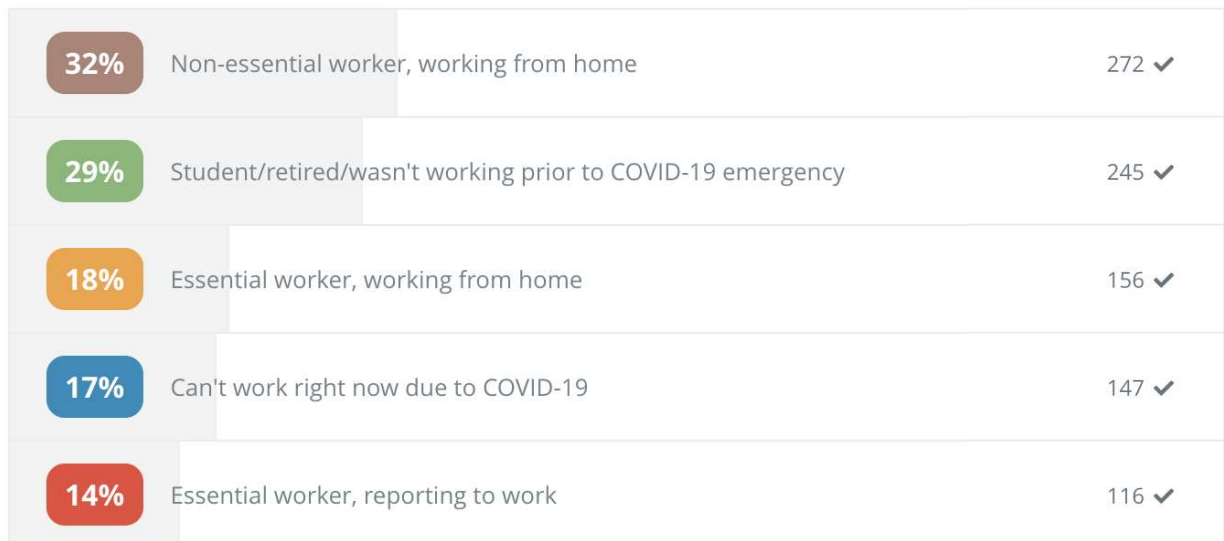 32% Non-essential worker, working from home 272
29% Student/retired/wasn't working prior to COVID-19 emergency 245
18% Essential worker, working from home 156
17% Can't work right now due to COVID-19 147
14% Essential worker, reporting to work 116